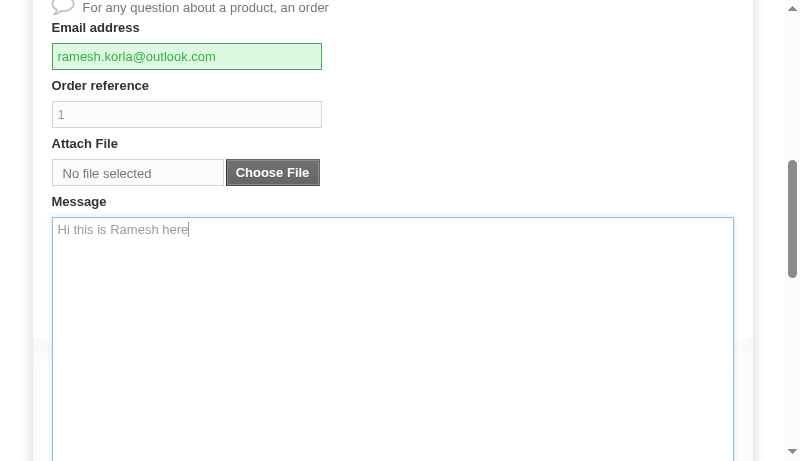 For any question about a product, an order
Email address
ramesh.korla@outlook.com
Order reference
1
Attach File
No file selected
Choose File
Message
Hi this is Ramesh here